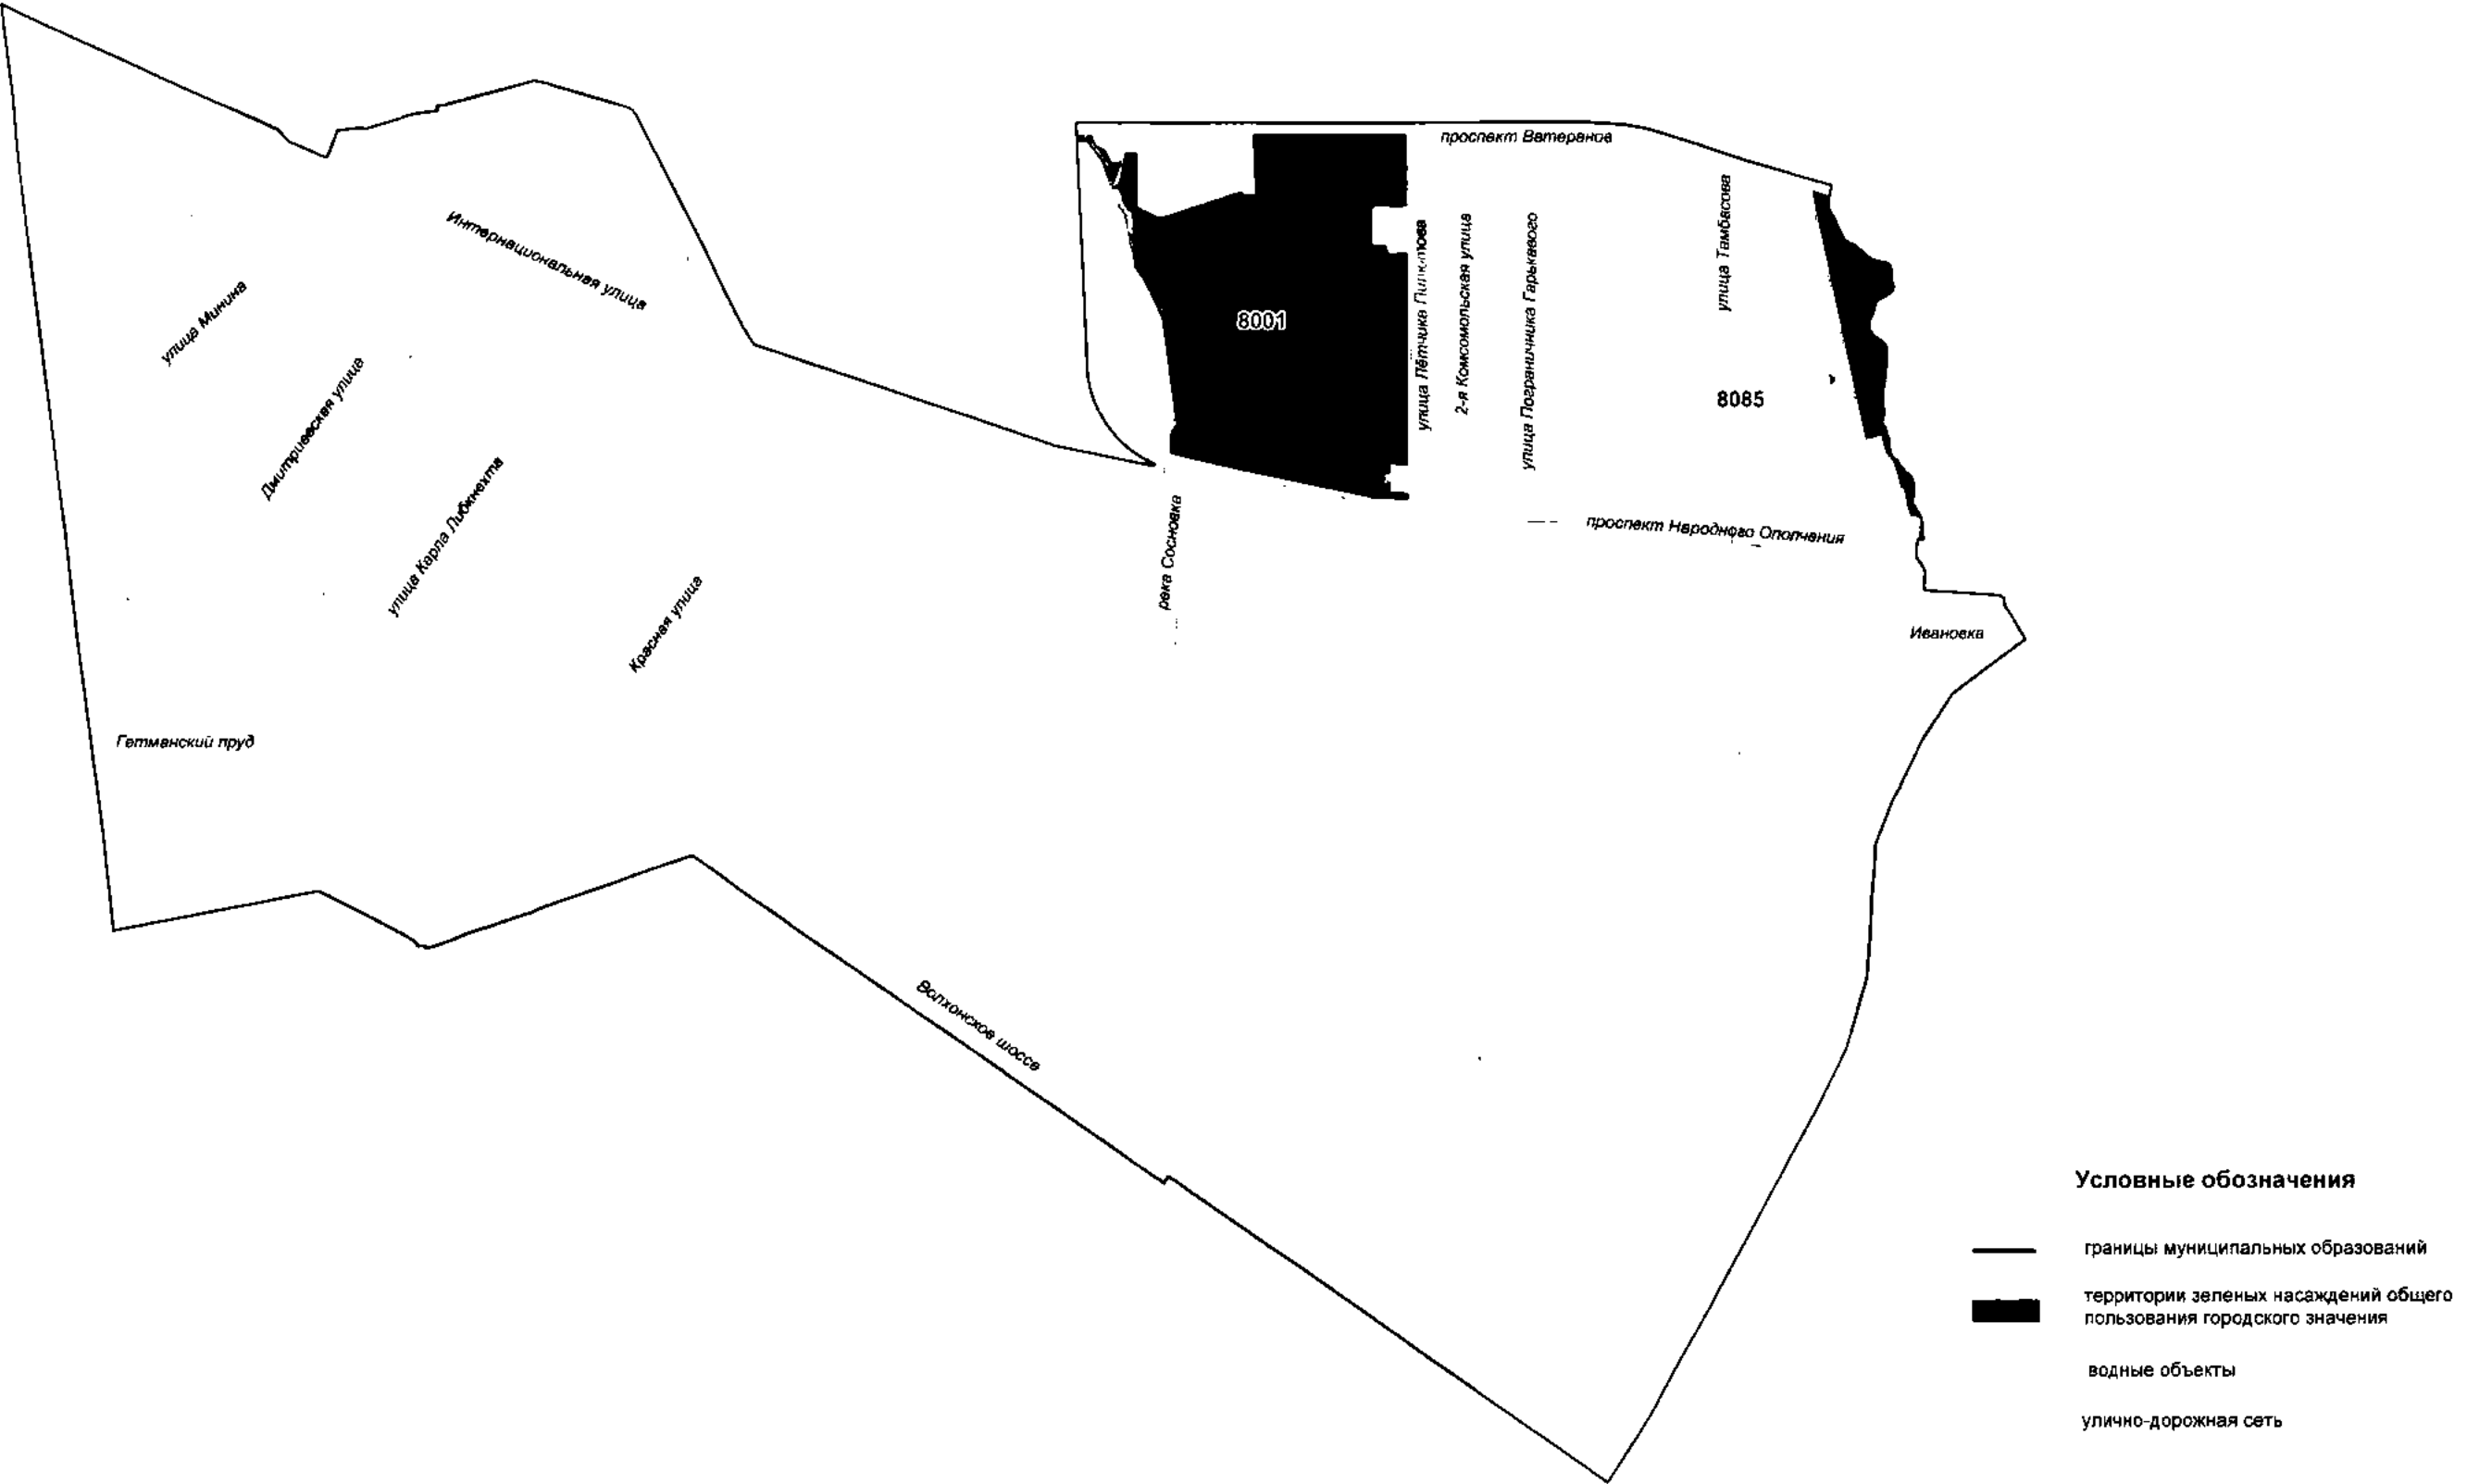 проспект Ветеранов
Интернациональная улица
улица Минина
Дмитриевская улица
улица Карла Либкнехта
Красная улица
8001
улица Лётчика Пилютова
2-я Комсомольская улица
улица Пограничника Гарькавого
улица Тамбасова
8085
река Сосновка
проспект Народного Ополчения
Ивановка
Гетманский пруд
Волхонское шоссе
Условные обозначения
границы муниципальных образований
территории зеленых насаждений общего
пользования городского значения
водные объекты
улично-дорожная сеть